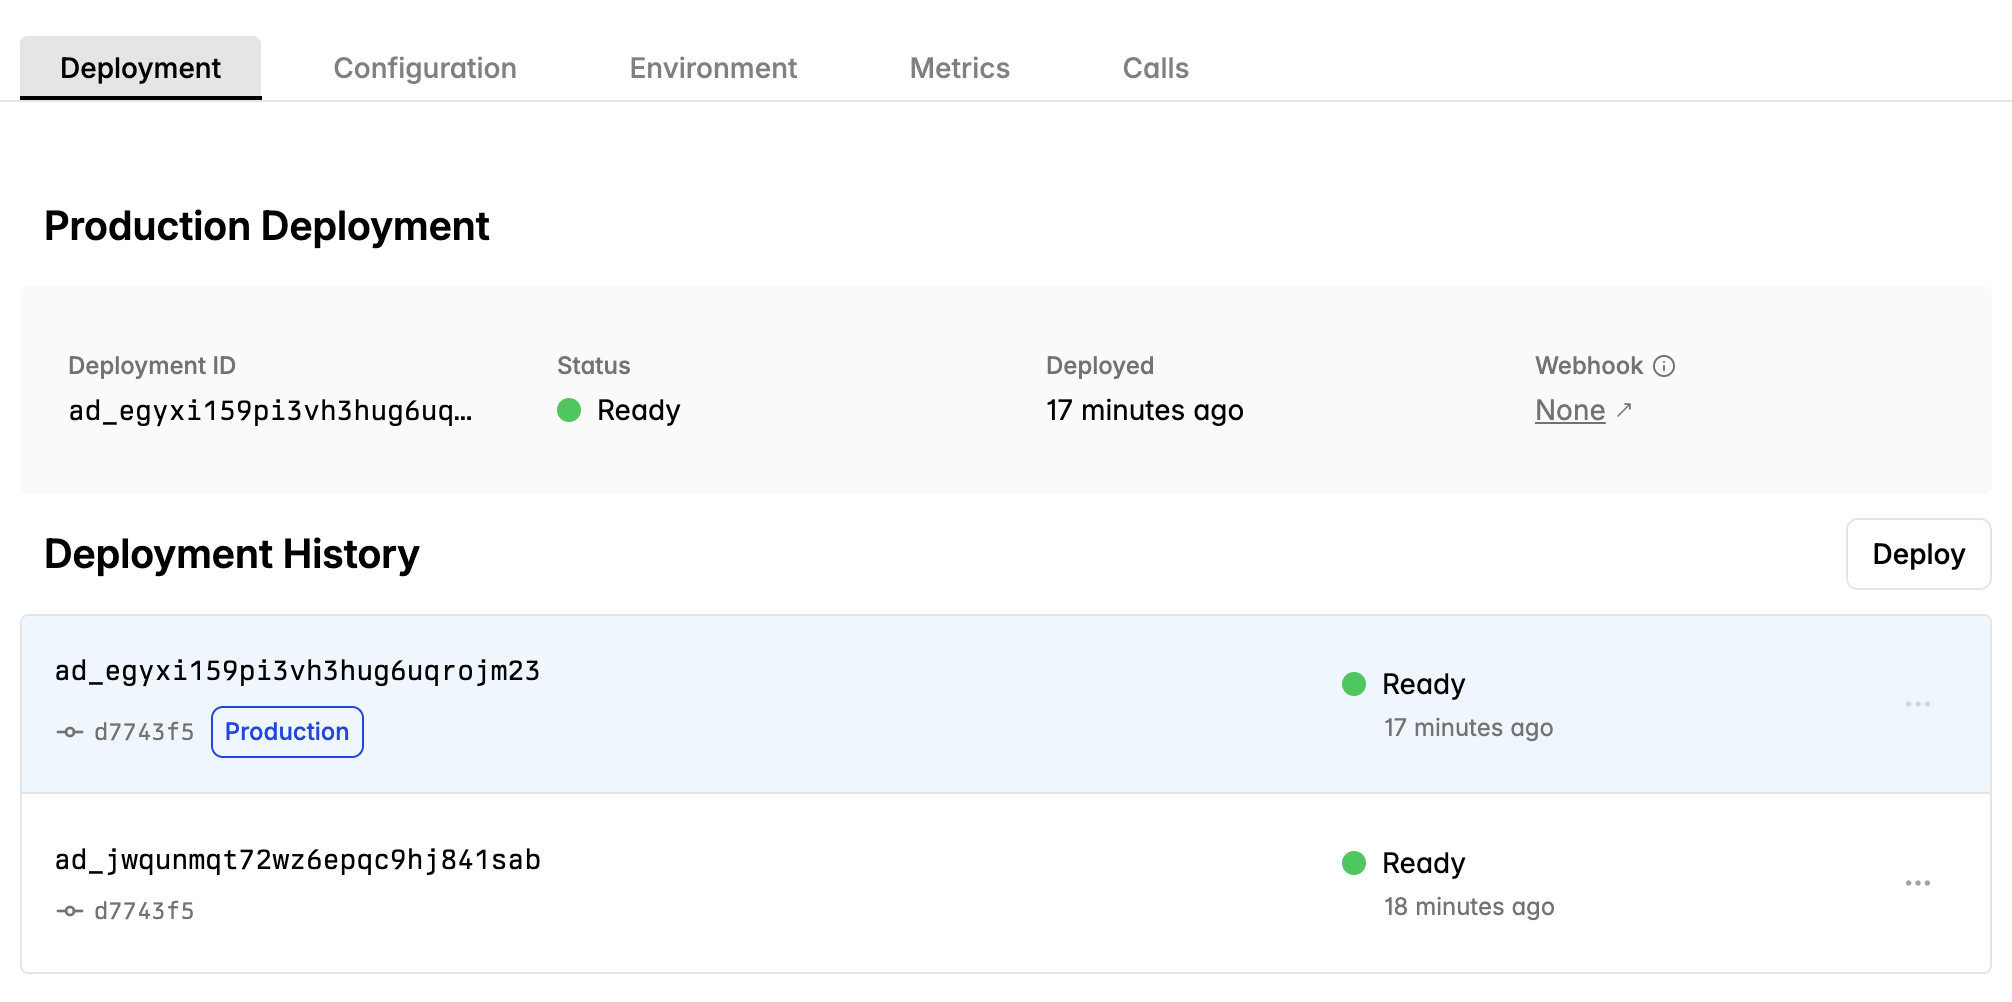 Deployment Configuration Environment Metrics Calls
Production Deployment
Deployment ID Status Deployed Webhook
ad_egyxi159pi3vh3hug6uq... Ready 17 minutes ago None
Deployment History Deploy
ad_egyxi159pi3vh3hug6uqrojm23
Ready
d7743f5 Production
17 minutes ago
ad_jwqunmqt72wz6epqc9hj841sab
Ready
d7743f5
18 minutes ago